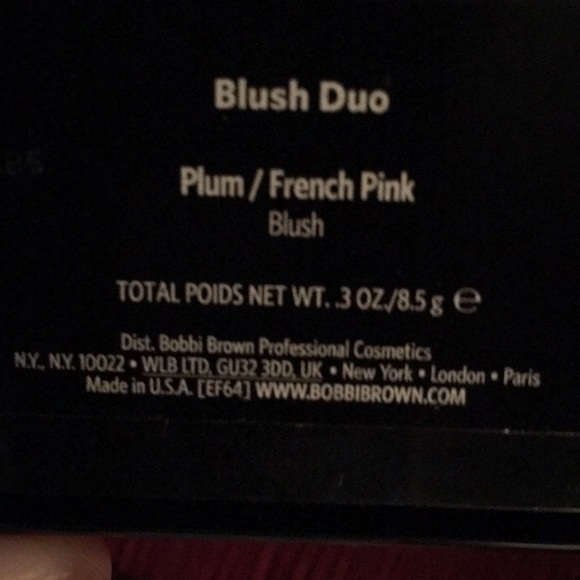 Blush Duo
Plum / French Pink
Blush
TOTAL POIDS NET WT. .3 OZ./8.5 g ℮
Dist. Bobbi Brown Professional Cosmetics
N.Y., N.Y. 10022 • WLB LTD, GU32 3DD, UK • New York • London • Paris
Made in U.S.A. [EF64] WWW.BOBBIBROWN.COM